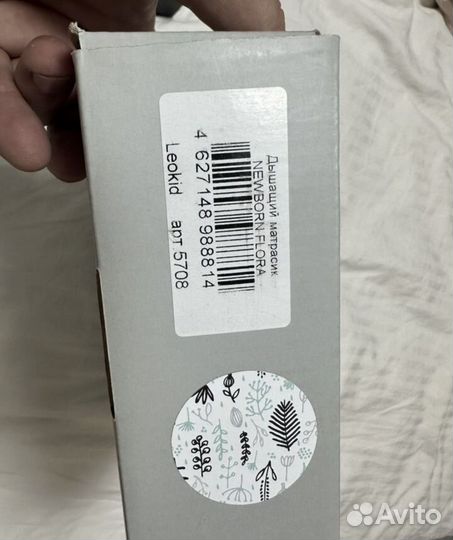 Дышащий матрасик
NEWBORN FLORA
4 627148 988814
Leokid арт 5708
Avito